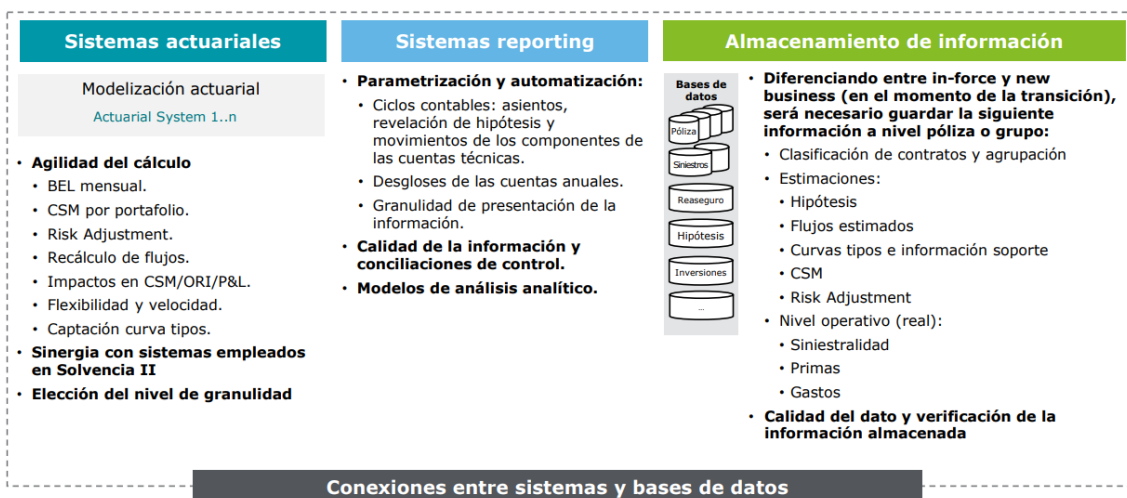 Sistemas actuariales
Modelización actuarial
Actuarial System 1..n
• Agilidad del cálculo
• BEL mensual.
• CSM por portafolio.
• Risk Adjustment.
• Recálculo de flujos.
• Impactos en CSM/ORI/P&L.
• Flexibilidad y velocidad.
• Captación curva tipos.
• Sinergia con sistemas empleados
en Solvencia II
• Elección del nivel de granulidad
Sistemas reporting
• Parametrización y automatización:
• Ciclos contables: asientos,
revelación de hipótesis y
movimientos de los componentes de
las cuentas técnicas.
• Desgloses de las cuentas anuales.
• Granulidad de presentación de la
información.
• Calidad de la información y
conciliaciones de control.
• Modelos de análisis analítico.
Almacenamiento de información
Bases de
datos
Póliza
Siniestros
Reaseguro
Hipótesis
Inversiones
...
• Diferenciando entre in-force y new
business (en el momento de la transición),
será necesario guardar la siguiente
información a nivel póliza o grupo:
• Clasificación de contratos y agrupación
• Estimaciones:
• Hipótesis
• Flujos estimados
• Curvas tipos e información soporte
• CSM
• Risk Adjustment
• Nivel operativo (real):
• Siniestralidad
• Primas
• Gastos
• Calidad del dato y verificación de la
información almacenada
Conexiones entre sistemas y bases de datos